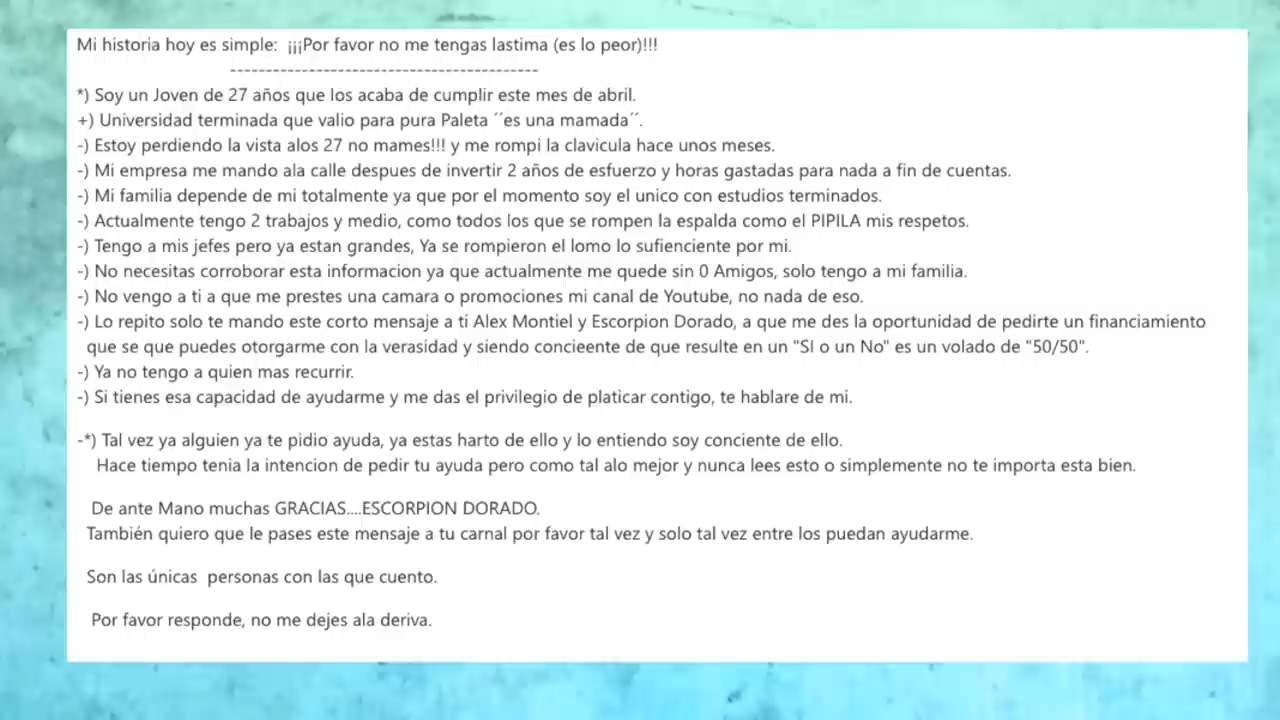 Mi historia hoy es simple:  ¡¡¡Por favor no me tengas lastima (es lo peor)!!!
-------------------------------------------
*) Soy un Joven de 27 años que los acaba de cumplir este mes de abril.
+) Universidad terminada que valio para pura Paleta ´´es una mamada´´.
-) Estoy perdiendo la vista alos 27 no mames!!! y me rompi la clavicula hace unos meses.
-) Mi empresa me mando ala calle despues de invertir 2 años de esfuerzo y horas gastadas para nada a fin de cuentas.
-) Mi familia depende de mi totalmente ya que por el momento soy el unico con estudios terminados.
-) Actualmente tengo 2 trabajos y medio, como todos los que se rompen la espalda como el PIPILA mis respetos.
-) Tengo a mis jefes pero ya estan grandes, Ya se rompieron el lomo lo sufienciente por mi.
-) No necesitas corroborar esta informacion ya que actualmente me quede sin 0 Amigos, solo tengo a mi familia.
-) No vengo a ti a que me prestes una camara o promociones mi canal de Youtube, no nada de eso.
-) Lo repito solo te mando este corto mensaje a ti Alex Montiel y Escorpion Dorado, a que me des la oportunidad de pedirte un financiamiento
que se que puedes otorgarme con la verasidad y siendo concieente de que resulte en un "SI o un No" es un volado de "50/50".
-) Ya no tengo a quien mas recurrir.
-) Si tienes esa capacidad de ayudarme y me das el privilegio de platicar contigo, te hablare de mi.
-*) Tal vez ya alguien ya te pidio ayuda, ya estas harto de ello y lo entiendo soy conciente de ello.
Hace tiempo tenia la intencion de pedir tu ayuda pero como tal alo mejor y nunca lees esto o simplemente no te importa esta bien.
De ante Mano muchas GRACIAS....ESCORPION DORADO.
También quiero que le pases este mensaje a tu carnal por favor tal vez y solo tal vez entre los puedan ayudarme.
Son las únicas  personas con las que cuento.
Por favor responde, no me dejes ala deriva.